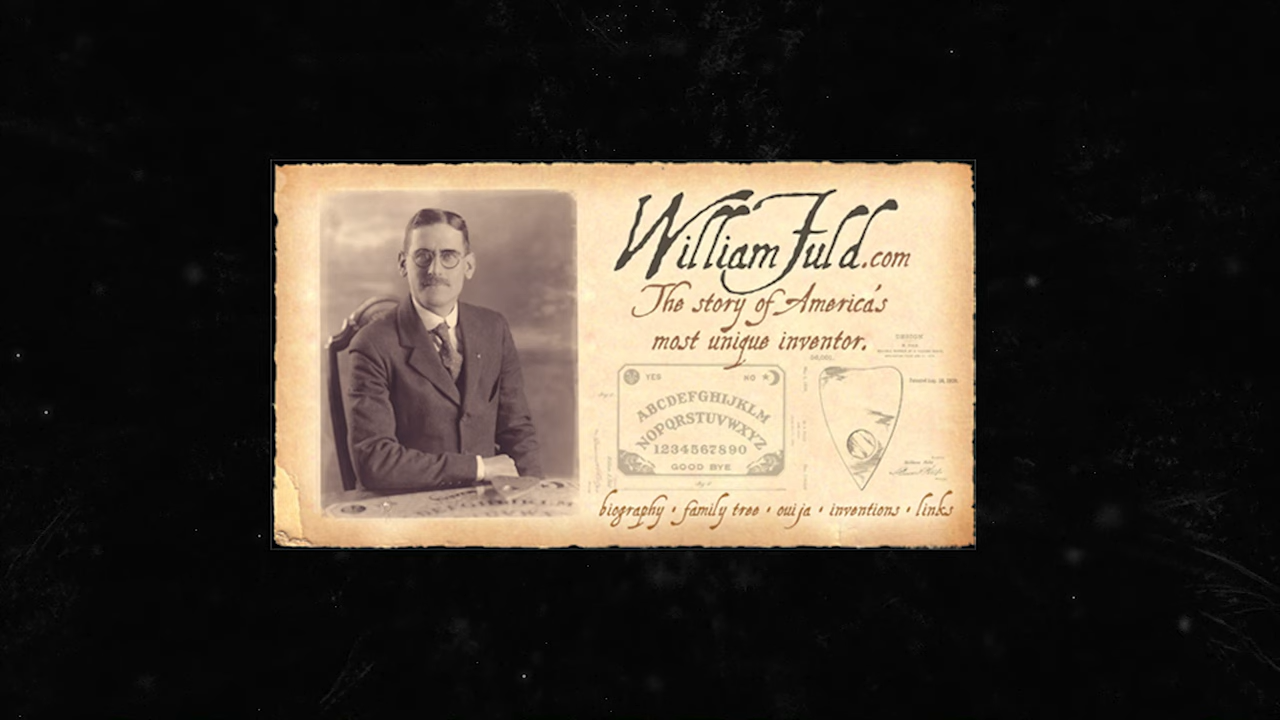 WilliamFuld.com
The story of America's
most unique inventor.
YES NO
ABCDEFGHIJKLM
NOPQRSTUVWXYZ
1234567890
GOOD BYE
biography • family tree • ouija • inventions • links